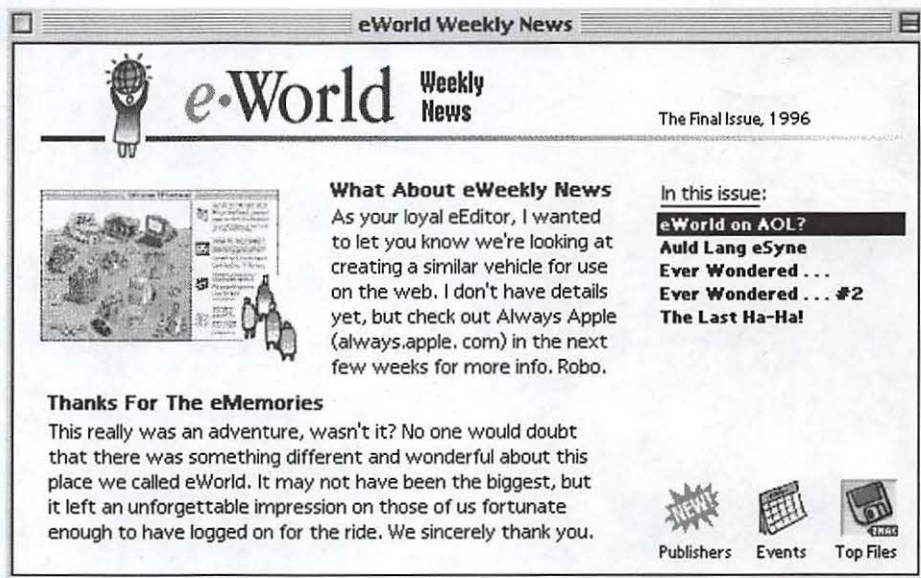 eWorld Weekly News
e·World
Weekly
News
The Final Issue, 1996
What About eWeekly News
As your loyal eEditor, I wanted
to let you know we're looking at
creating a similar vehicle for use
on the web. I don't have details
yet, but check out Always Apple
(always.apple. com) in the next
few weeks for more info. Robo.
In this issue:
eWorld on AOL?
Auld Lang eSyne
Ever Wondered ...
Ever Wondered ... #2
The Last Ha-Ha!
Thanks For The eMemories
This really was an adventure, wasn't it? No one would doubt
that there was something different and wonderful about this
place we called eWorld. It may not have been the biggest, but
it left an unforgettable impression on those of us fortunate
enough to have logged on for the ride. We sincerely thank you.
NEW!
Publishers
Events
Top Files